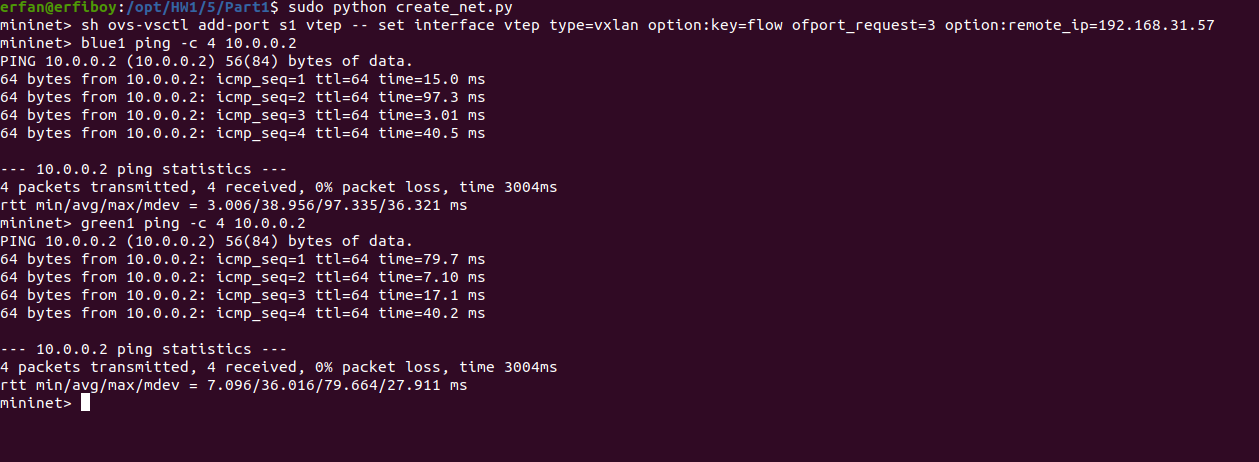 erfan@erfiboy:/opt/HW1/5/Part1$ sudo python create_net.py
mininet> sh ovs-vsctl add-port s1 vtep -- set interface vtep type=vxlan option:key=flow ofport_request=3 option:remote_ip=192.168.31.57
mininet> blue1 ping -c 4 10.0.0.2
PING 10.0.0.2 (10.0.0.2) 56(84) bytes of data.
64 bytes from 10.0.0.2: icmp_seq=1 ttl=64 time=15.0 ms
64 bytes from 10.0.0.2: icmp_seq=2 ttl=64 time=97.3 ms
64 bytes from 10.0.0.2: icmp_seq=3 ttl=64 time=3.01 ms
64 bytes from 10.0.0.2: icmp_seq=4 ttl=64 time=40.5 ms

--- 10.0.0.2 ping statistics ---
4 packets transmitted, 4 received, 0% packet loss, time 3004ms
rtt min/avg/max/mdev = 3.006/38.956/97.335/36.321 ms
mininet> green1 ping -c 4 10.0.0.2
PING 10.0.0.2 (10.0.0.2) 56(84) bytes of data.
64 bytes from 10.0.0.2: icmp_seq=1 ttl=64 time=79.7 ms
64 bytes from 10.0.0.2: icmp_seq=2 ttl=64 time=7.10 ms
64 bytes from 10.0.0.2: icmp_seq=3 ttl=64 time=17.1 ms
64 bytes from 10.0.0.2: icmp_seq=4 ttl=64 time=40.2 ms

--- 10.0.0.2 ping statistics ---
4 packets transmitted, 4 received, 0% packet loss, time 3004ms
rtt min/avg/max/mdev = 7.096/36.016/79.664/27.911 ms
mininet>